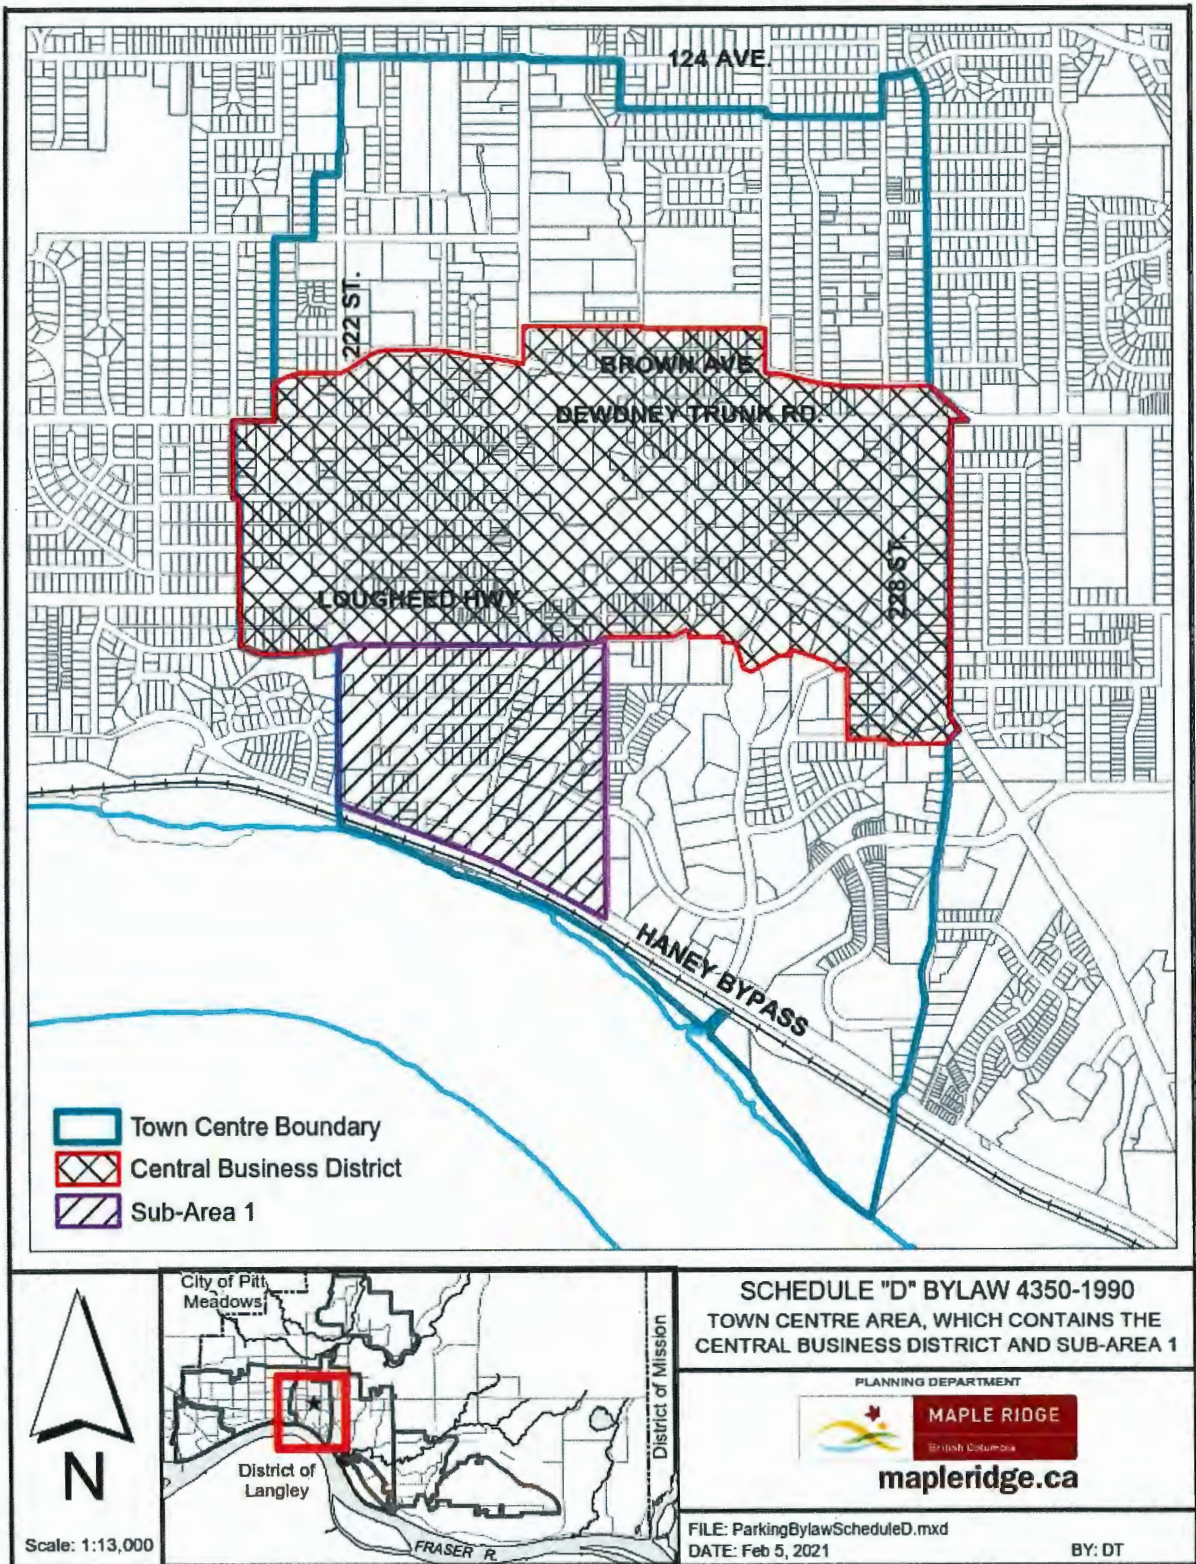 124 AVE.
222 ST.
BROWN AVE.
DEWDNEY TRUNK RD.
228 ST.
LOUGHEED HWY.
HANEY BYPASS
Town Centre Boundary
Central Business District
Sub-Area 1
N
Scale: 1:13,000
City of Pitt
Meadows
District of Mission
District of
Langley
FRASER R.
SCHEDULE "D" BYLAW 4350-1990
TOWN CENTRE AREA, WHICH CONTAINS THE
CENTRAL BUSINESS DISTRICT AND SUB-AREA 1
PLANNING DEPARTMENT
MAPLE RIDGE
British Columbia
mapleridge.ca
FILE: ParkingBylawScheduleD.mxd
DATE: Feb 5, 2021
BY: DT